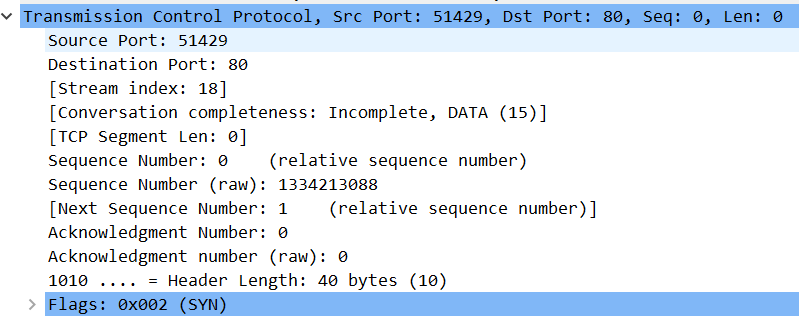 Transmission Control Protocol, Src Port: 51429, Dst Port: 80, Seq: 0, Len: 0
Source Port: 51429
Destination Port: 80
[Stream index: 18]
[Conversation completeness: Incomplete, DATA (15)]
[TCP Segment Len: 0]
Sequence Number: 0    (relative sequence number)
Sequence Number (raw): 1334213088
[Next Sequence Number: 1    (relative sequence number)]
Acknowledgment Number: 0
Acknowledgment number (raw): 0
1010 .... = Header Length: 40 bytes (10)
Flags: 0x002 (SYN)